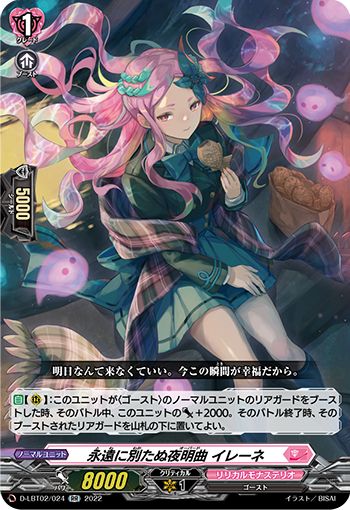 1
グレード
ブースト
5000
シールド
明日なんて来なくていい。今この瞬間が幸福だから。
【R】:このユニットが〈ゴースト〉のノーマルユニットのリアガードをブーストした時、そのバトル中、このユニットの+2000。そのバトル終了時、そのブーストされたリアガードを山札の下に置いてよい。
ノーマルユニット
永遠に別たぬ夜明曲 イレーネ
パワー 8000
クリティカル 1
リリカルモナステリオ
ゴースト
D-LBT02/024 RR 2022
イラスト/BISAI